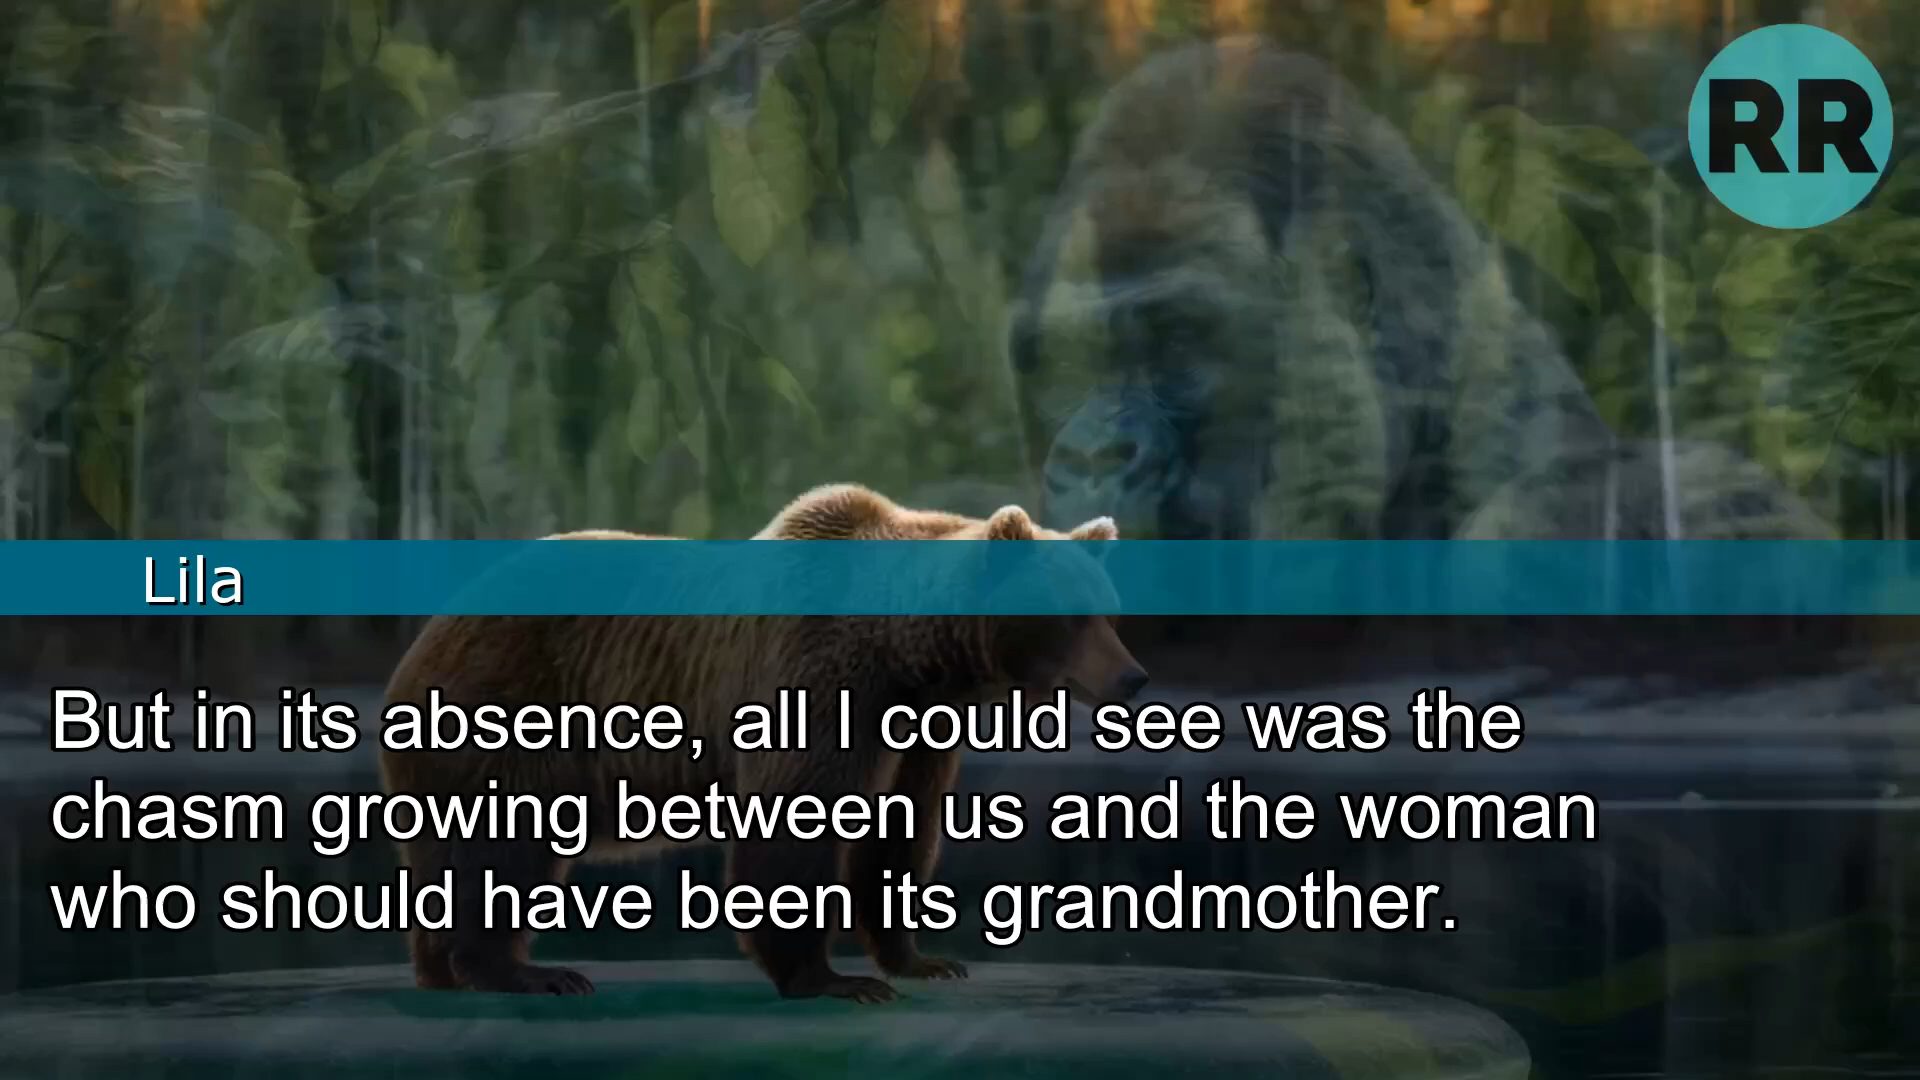 RR
Lila
But in its absence, all I could see was the
chasm growing between us and the woman
who should have been its grandmother.